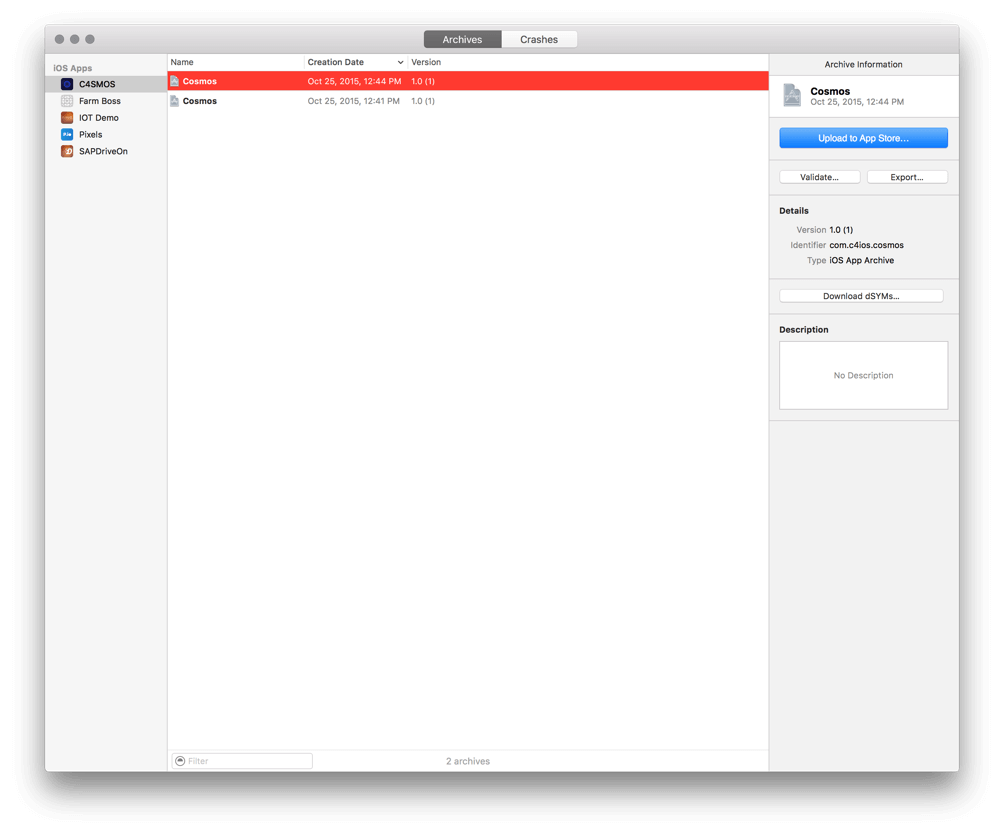 Archives Crashes
iOS Apps
C4SMOS
Farm Boss
IOT Demo
Pixels
SAPDriveOn
Name Creation Date Version
Cosmos Oct 25, 2015, 12:44 PM 1.0 (1)
Cosmos Oct 25, 2015, 12:41 PM 1.0 (1)
Filter
2 archives
Archive Information
Cosmos
Oct 25, 2015, 12:44 PM
Upload to App Store...
Validate... Export...
Details
Version 1.0 (1)
Identifier com.c4ios.cosmos
Type iOS App Archive
Download dSYMs...
Description
No Description